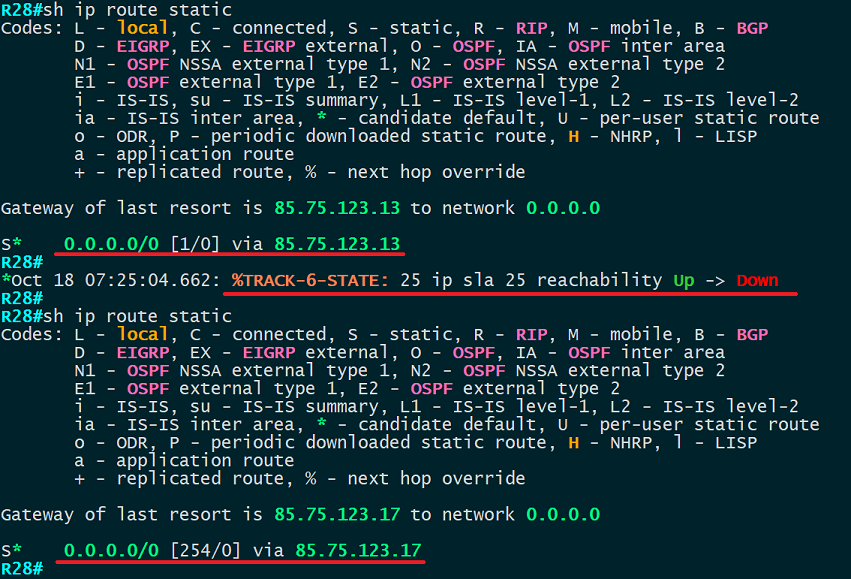 R28#sh ip route static
Codes: L - local, C - connected, S - static, R - RIP, M - mobile, B - BGP
D - EIGRP, EX - EIGRP external, O - OSPF, IA - OSPF inter area
N1 - OSPF NSSA external type 1, N2 - OSPF NSSA external type 2
E1 - OSPF external type 1, E2 - OSPF external type 2
i - IS-IS, su - IS-IS summary, L1 - IS-IS level-1, L2 - IS-IS level-2
ia - IS-IS inter area, * - candidate default, U - per-user static route
o - ODR, P - periodic downloaded static route, H - NHRP, l - LISP
a - application route
+ - replicated route, % - next hop override
Gateway of last resort is 85.75.123.13 to network 0.0.0.0
S* 0.0.0.0/0 [1/0] via 85.75.123.13
R28#
*Oct 18 07:25:04.662: %TRACK-6-STATE: 25 ip sla 25 reachability Up -> Down
R28#
R28#sh ip route static
Codes: L - local, C - connected, S - static, R - RIP, M - mobile, B - BGP
D - EIGRP, EX - EIGRP external, O - OSPF, IA - OSPF inter area
N1 - OSPF NSSA external type 1, N2 - OSPF NSSA external type 2
E1 - OSPF external type 1, E2 - OSPF external type 2
i - IS-IS, su - IS-IS summary, L1 - IS-IS level-1, L2 - IS-IS level-2
ia - IS-IS inter area, * - candidate default, U - per-user static route
o - ODR, P - periodic downloaded static route, H - NHRP, l - LISP
a - application route
+ - replicated route, % - next hop override
Gateway of last resort is 85.75.123.17 to network 0.0.0.0
S* 0.0.0.0/0 [254/0] via 85.75.123.17
R28#